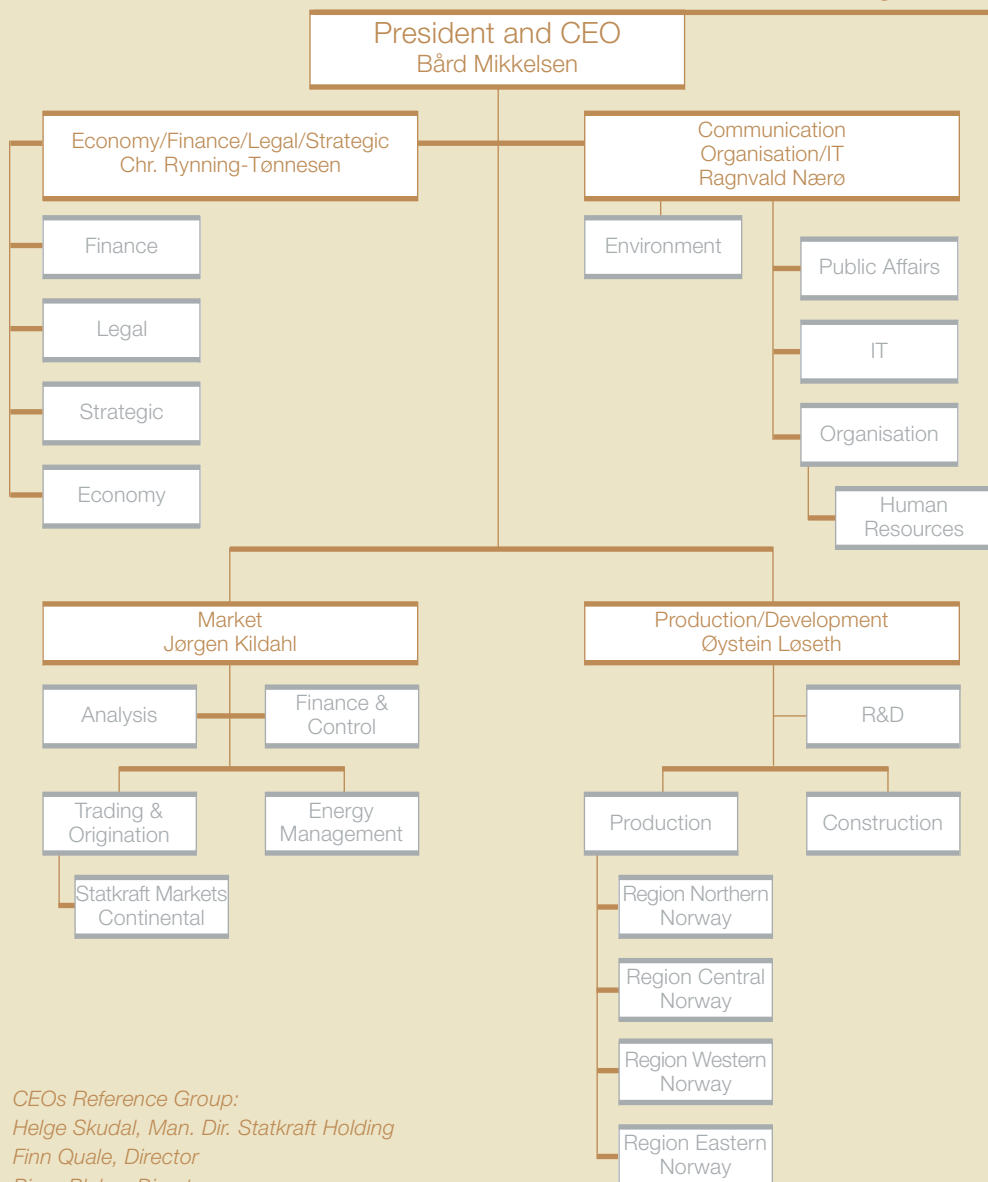 President and CEO
Bård Mikkelsen
Economy/Finance/Legal/Strategic
Chr. Rynning-Tønnesen
Communication
Organisation/IT
Ragnvald Nærø
Finance
Legal
Strategic
Economy
Environment
Public Affairs
IT
Organisation
Human
Resources
Market
Jørgen Kildahl
Analysis
Finance &
Control
Trading &
Origination
Energy
Management
Statkraft Markets
Continental
Production/Development
Øystein Løseth
R&D
Production
Construction
Region Northern
Norway
Region Central
Norway
Region Western
Norway
Region Eastern
Norway
CEOs Reference Group:
Helge Skudal, Man. Dir. Statkraft Holding
Finn Quale, Director